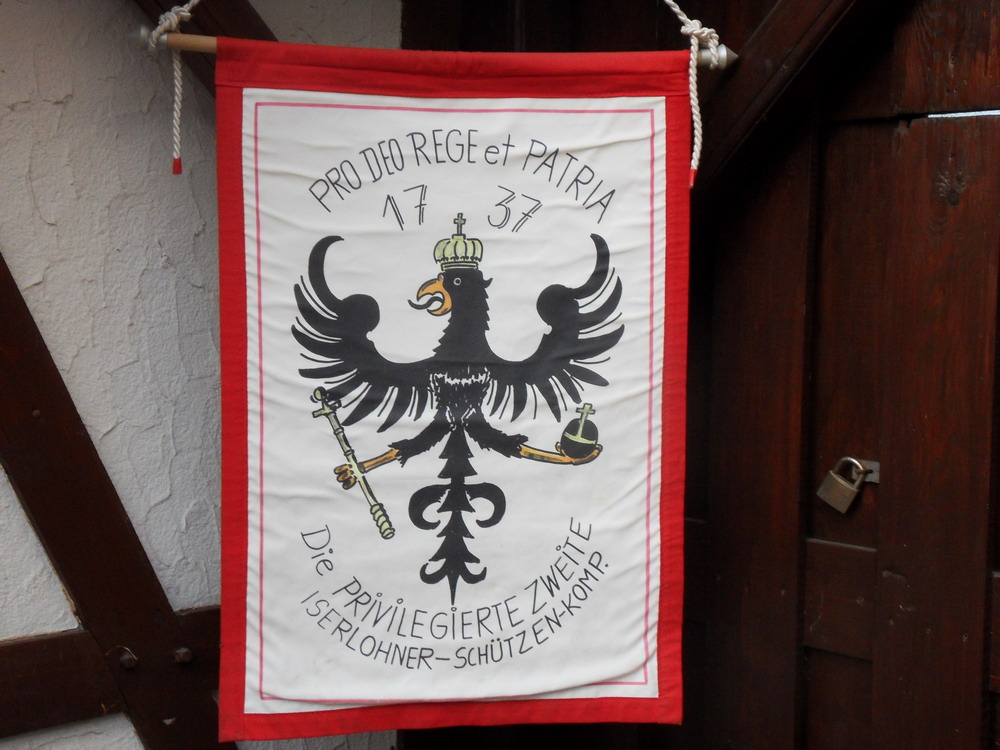 PRO DEO REGE et PATRIA
17 37
Die PRiViLEGiERTE ZWEiTE
ISERLOHNER-SCHÜTZEN-KOMP.